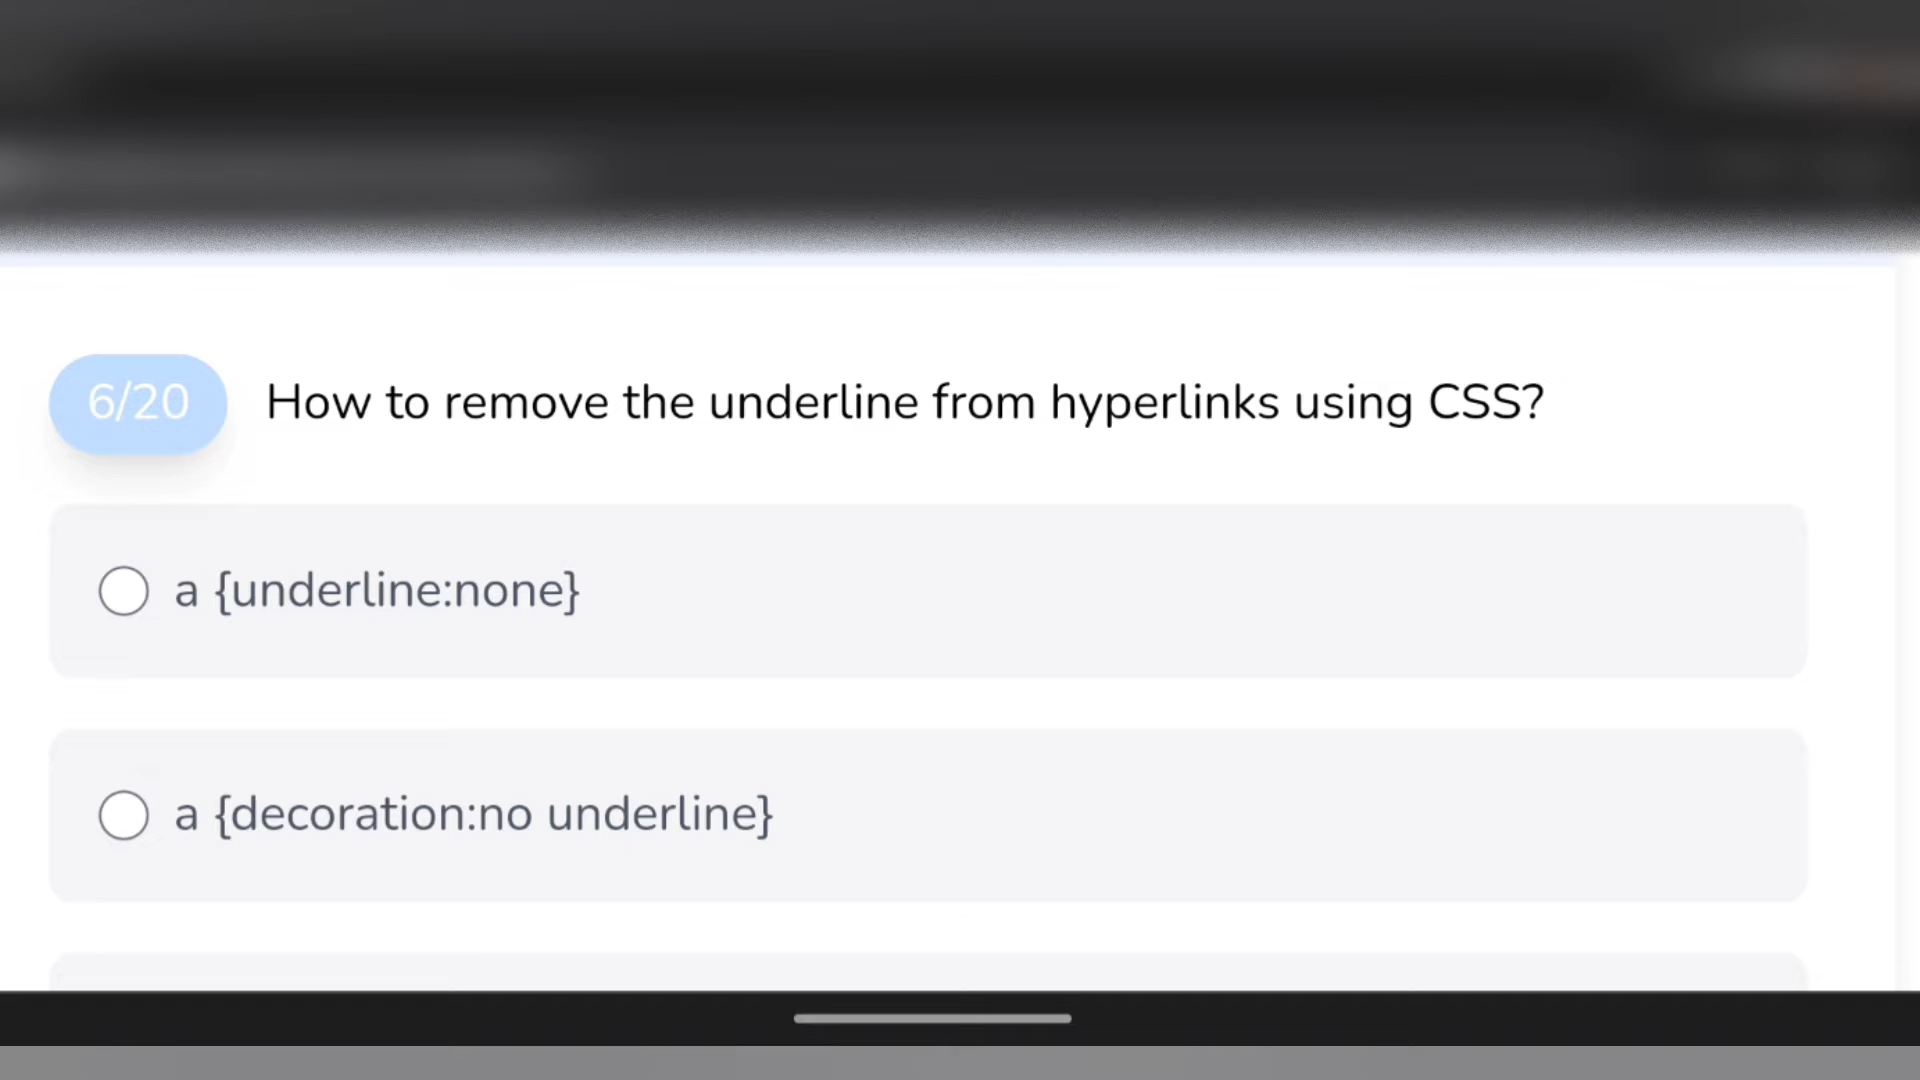 6/20 How to remove the underline from hyperlinks using CSS?
a {underline:none}
a {decoration:no underline}